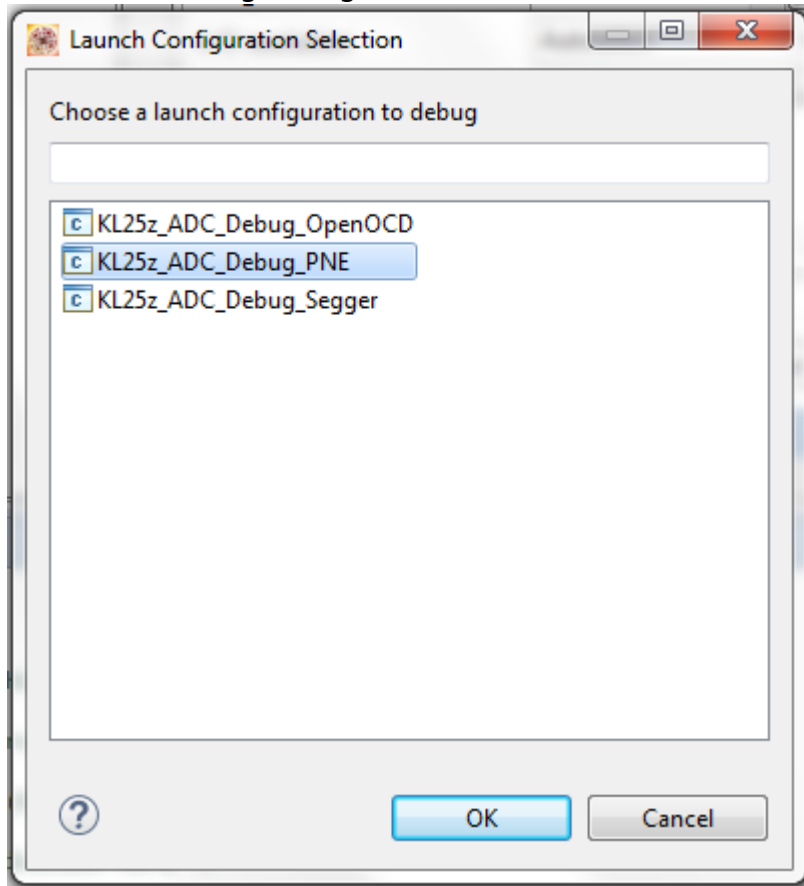 Launch Configuration Selection
Choose a launch configuration to debug
KL25z_ADC_Debug_OpenOCD
KL25z_ADC_Debug_PNE
KL25z_ADC_Debug_Segger
OK
Cancel